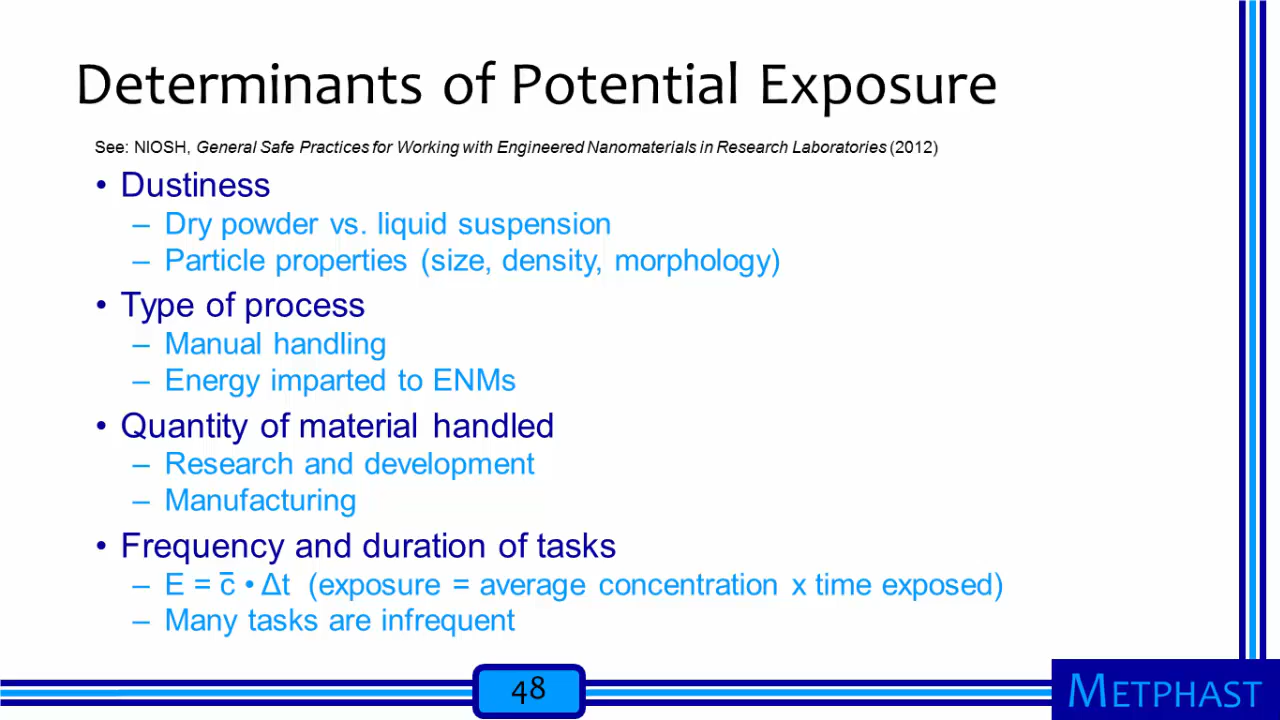 Determinants of Potential Exposure
See: NIOSH, General Safe Practices for Working with Engineered Nanomaterials in Research Laboratories (2012)
• Dustiness
– Dry powder vs. liquid suspension
– Particle properties (size, density, morphology)
• Type of process
– Manual handling
– Energy imparted to ENMs
• Quantity of material handled
– Research and development
– Manufacturing
• Frequency and duration of tasks
– E = c̅ • Δt (exposure = average concentration x time exposed)
– Many tasks are infrequent
48
METPHAST